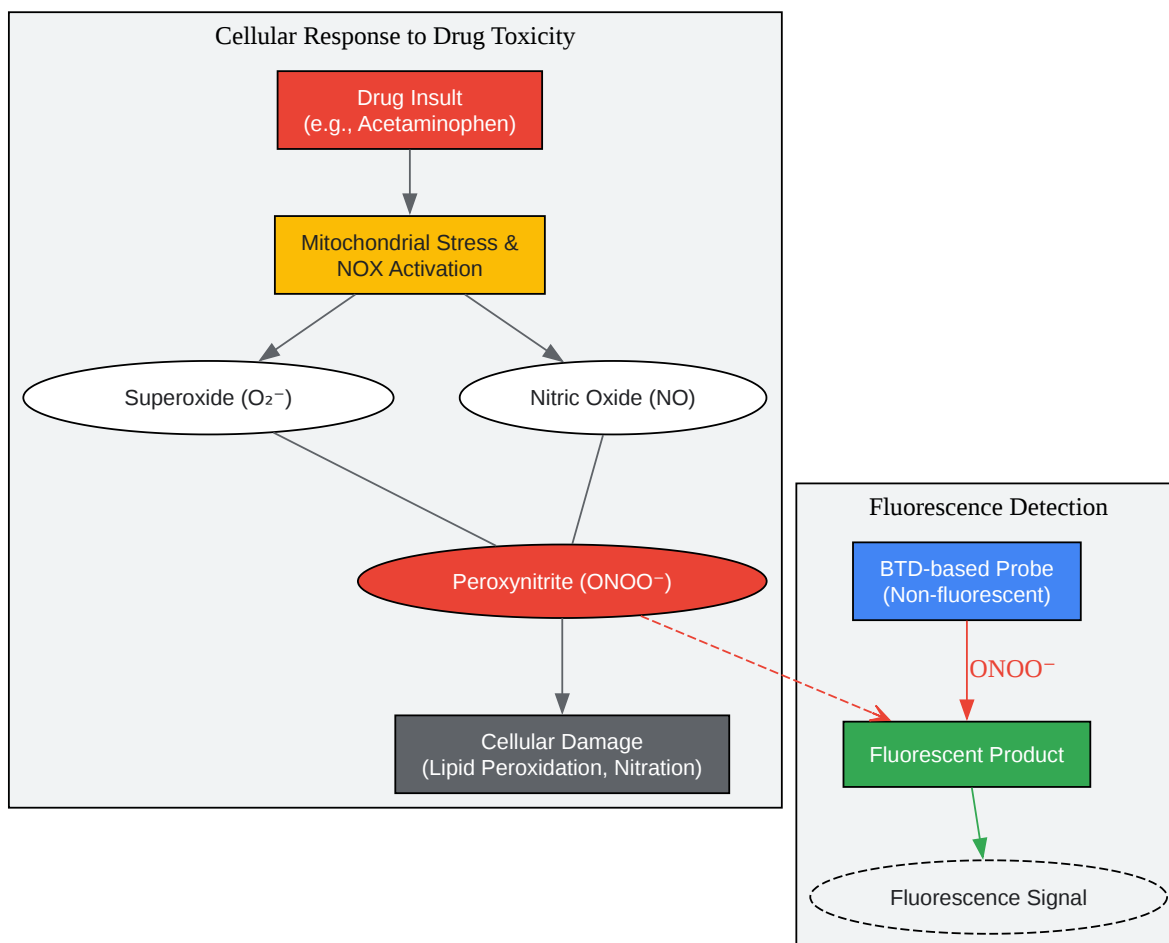 Cellular Response to Drug Toxicity
Drug Insult
(e.g., Acetaminophen)
Mitochondrial Stress &
NOX Activation
Superoxide (O₂⁻)
Nitric Oxide (NO)
Peroxynitrite (ONOO⁻)
Cellular Damage
(Lipid Peroxidation, Nitration)
Fluorescence Detection
BTD-based Probe
(Non-fluorescent)
ONOO⁻
Fluorescent Product
Fluorescence Signal